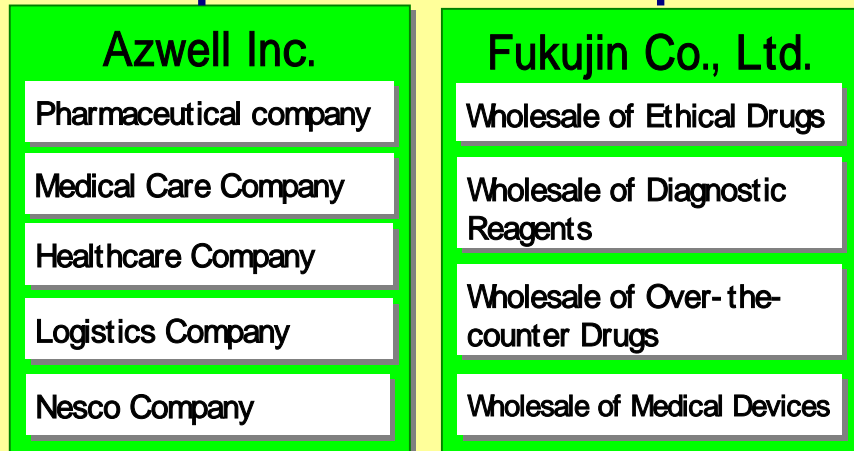 Azwell Inc.
Pharmaceutical company
Medical Care Company
Healthcare Company
Logistics Company
Nesco Company
Fukujin Co., Ltd.
Wholesale of Ethical Drugs
Wholesale of Diagnostic
Reagents
Wholesale of Over-the-
counter Drugs
Wholesale of Medical Devices